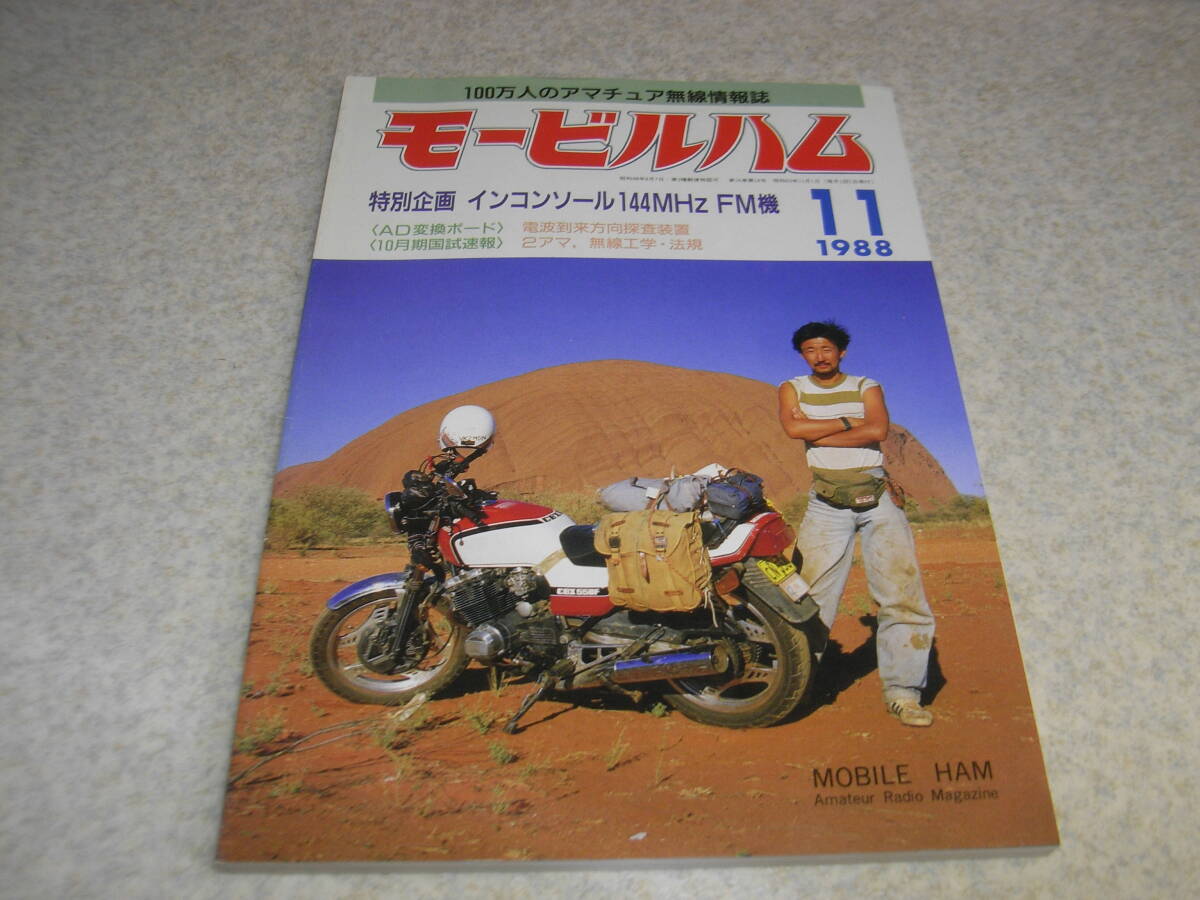 100万人のアマチュア無線情報誌
モービルハム
特別企画 インコンソール144MHz FM機
11
〈AD変換ボード〉 電波到来方向探査装置
〈10月期国試速報〉 2アマ、無線工学・法規
1988
CBX550F
MOBILE HAM
Amateur Radio Magazine